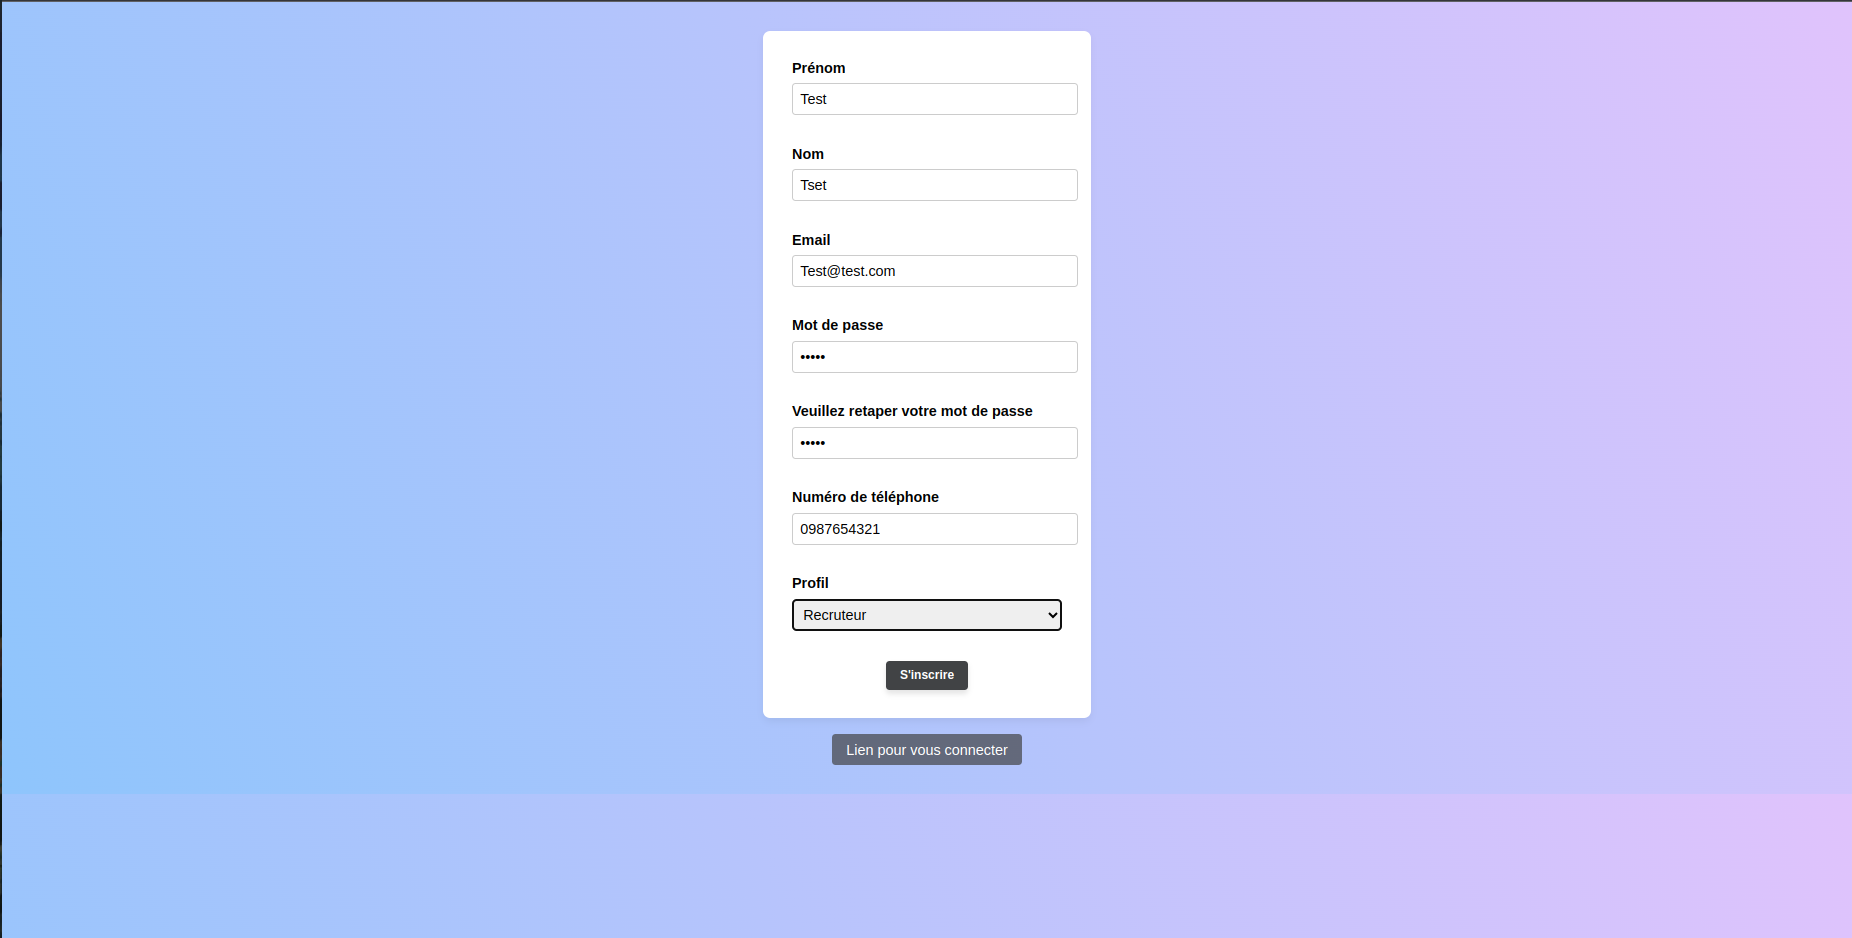 Prénom
Test
Nom
Tset
Email
Test@test.com
Mot de passe
•••••
Veuillez retaper votre mot de passe
•••••
Numéro de téléphone
0987654321
Profil
Recruteur
S'inscrire
Lien pour vous connecter